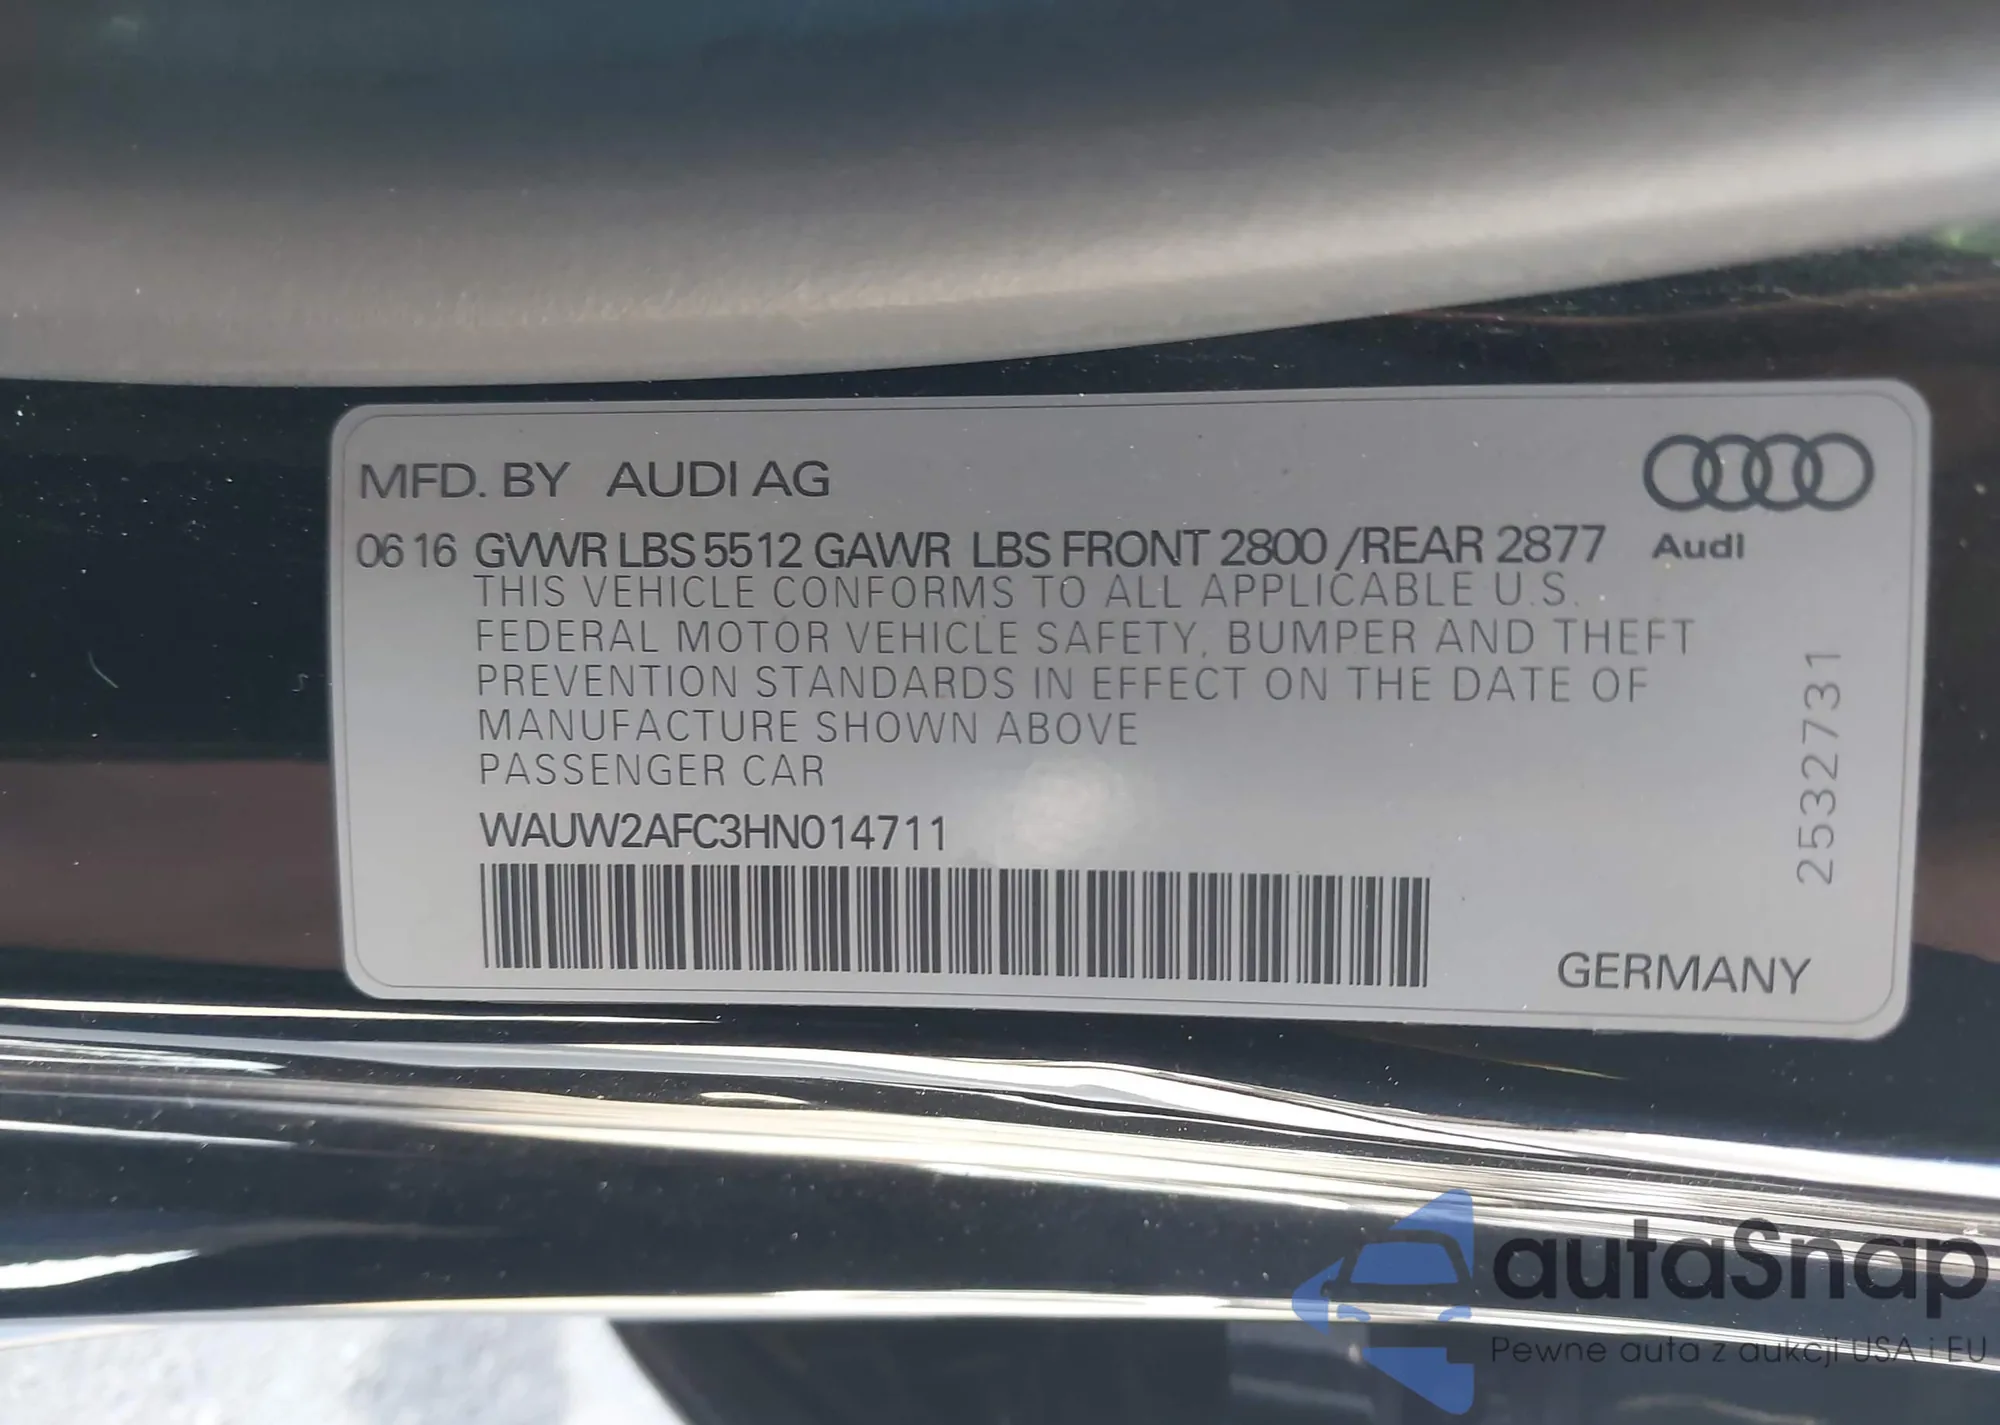 MFD. BY AUDI AG
06 16 GVWR LBS 5512 GAWR LBS FRONT 2800 /REAR 2877
Audi
THIS VEHICLE CONFORMS TO ALL APPLICABLE U.S.
FEDERAL MOTOR VEHICLE SAFETY, BUMPER AND THEFT
PREVENTION STANDARDS IN EFFECT ON THE DATE OF
MANUFACTURE SHOWN ABOVE
PASSENGER CAR
WAUW2AFC3HN014711
2532731
GERMANY
autaSnap
Pewne auta z aukcji USA i EU